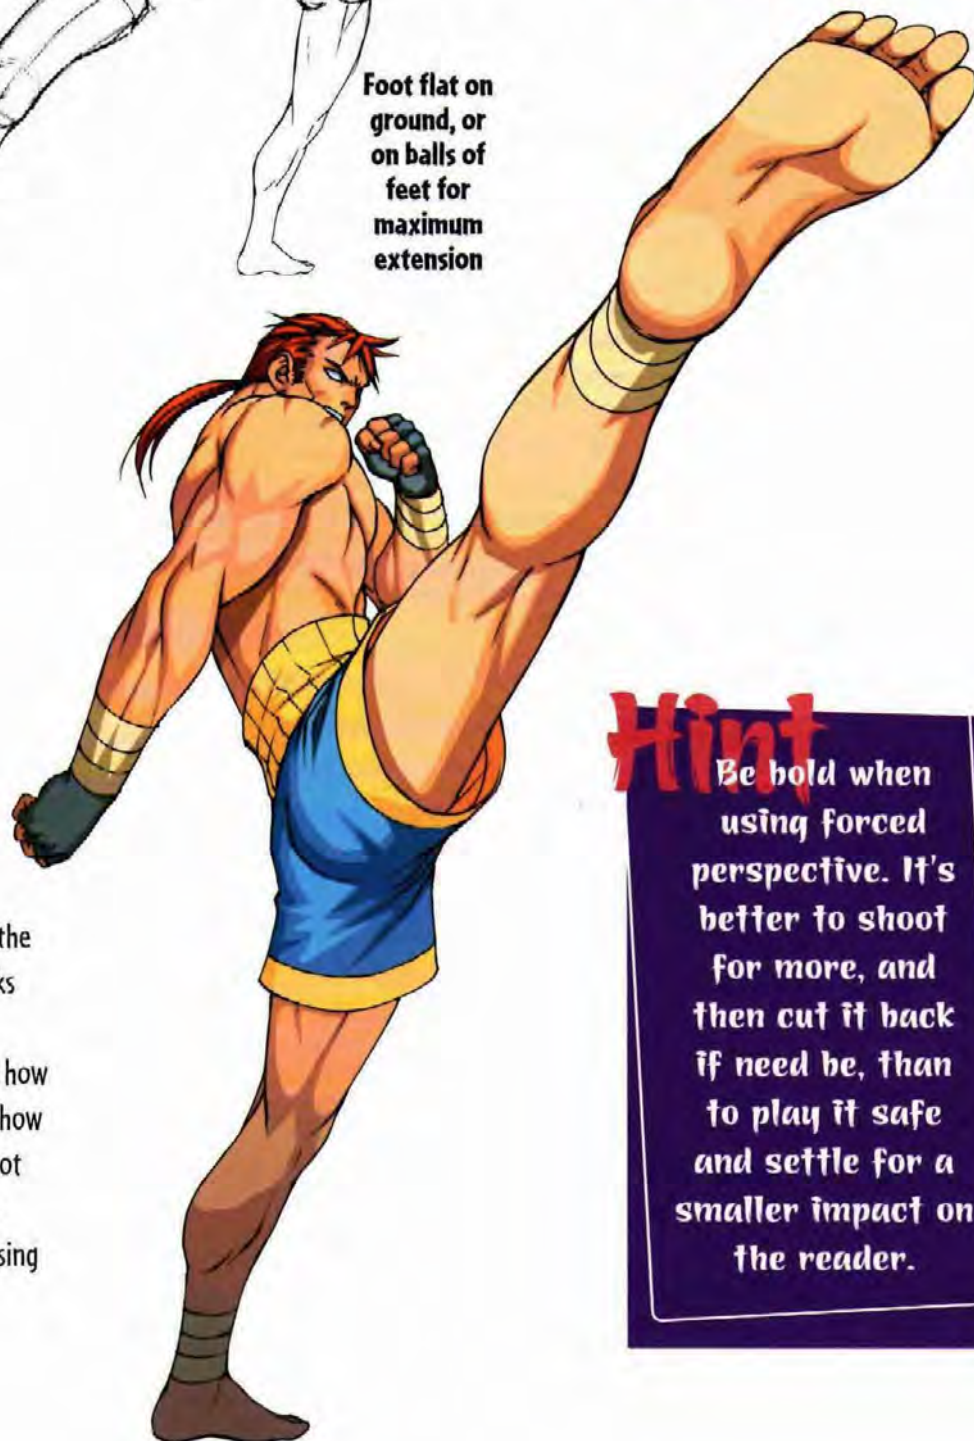 Foot flat on
ground, or
on balls of
feet for
maximum
extension
Hint
Be bold when
using forced
perspective. It's
better to shoot
for more, and
then cut it back
if need be, than
to play it safe
and settle for a
smaller impact on
the reader.
the
how
how